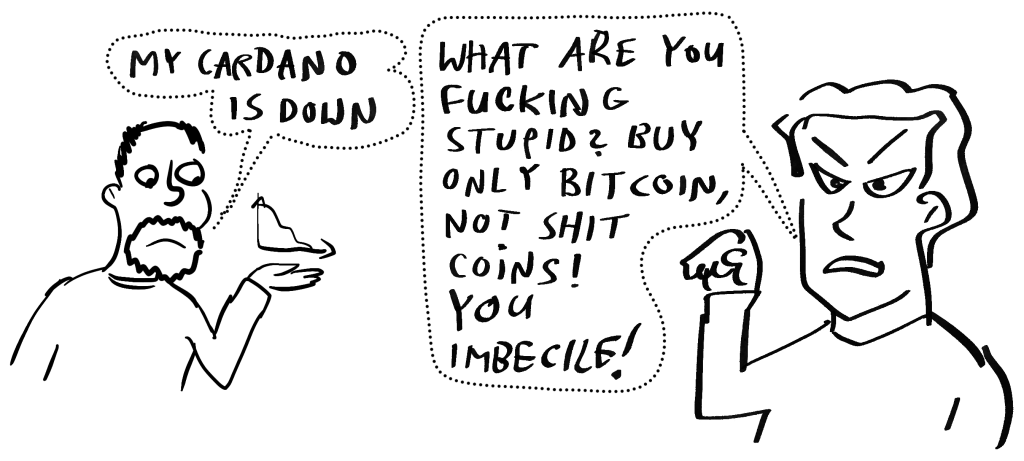 MY CARDANO
IS DOWN
WHAT ARE YOU
FUCKING
STUPID? BUY
ONLY BITCOIN,
NOT SHIT
COINS!
YOU
IMBECILE!